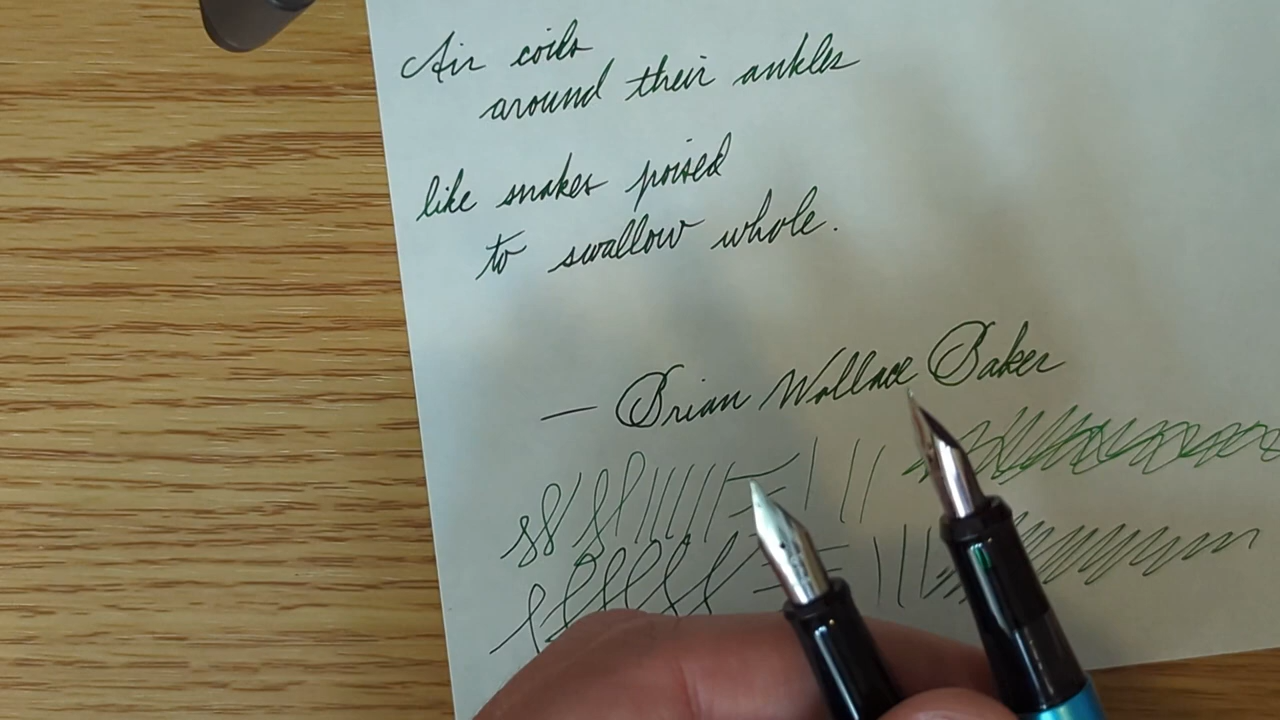 Air coils
around their ankles
like snakes poised
to swallow whole.
— Brian Wallace Baker